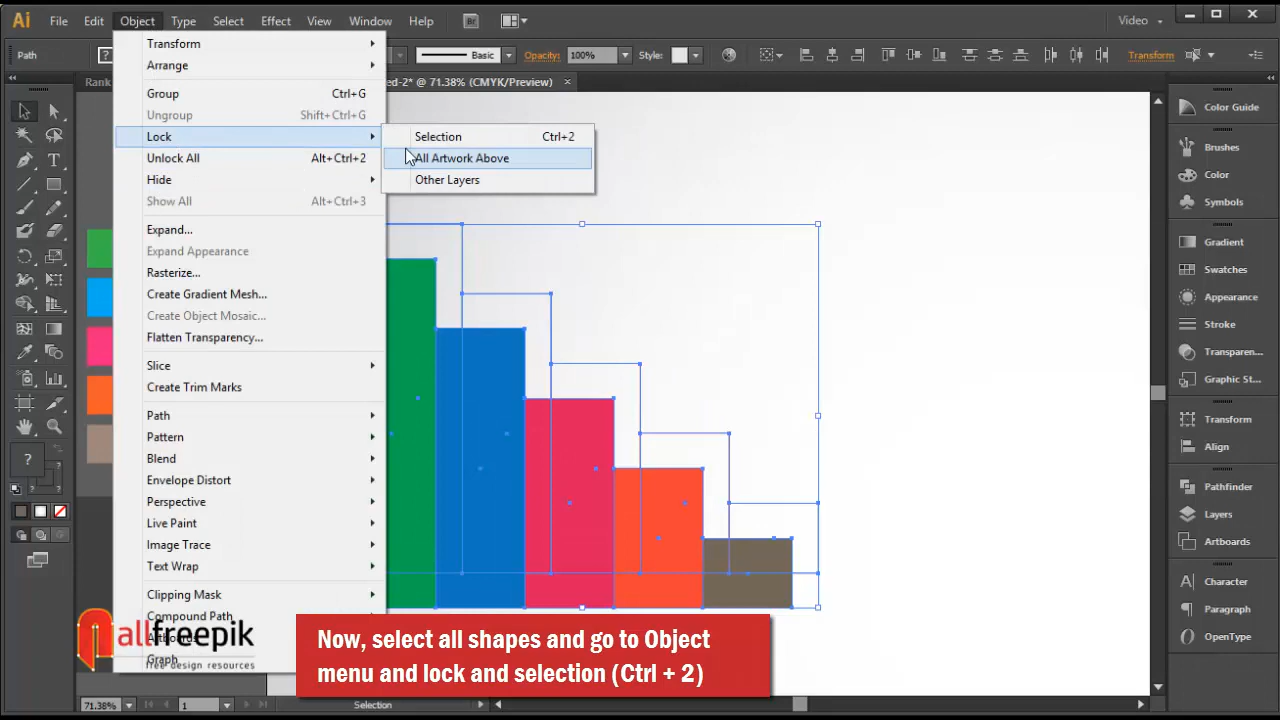 Ai File Edit Object Type Select Effect View Window Help Br Video
Path ? Basic Opacity: 100% Style: Transform
Rank ed-2* @ 71.38% (CMYK/Preview) ×
Transform
Arrange
Group Ctrl+G
Ungroup Shift+Ctrl+G
Lock
Unlock All Alt+Ctrl+2
Hide
Show All Alt+Ctrl+3
Expand...
Expand Appearance
Rasterize...
Create Gradient Mesh...
Create Object Mosaic...
Flatten Transparency...
Slice
Create Trim Marks
Path
Pattern
Blend
Envelope Distort
Perspective
Live Paint
Image Trace
Text Wrap
Clipping Mask
Compound Path
Artboards
Graph
Selection Ctrl+2
All Artwork Above
Other Layers
Color Guide
Brushes
Color
Symbols
Gradient
Swatches
Appearance
Stroke
Transparen...
Graphic St...
Transform
Align
Pathfinder
Layers
Artboards
Character
Paragraph
OpenType
allfreepik
free design resources
Now, select all shapes and go to Object
menu and lock and selection (Ctrl + 2)
71.38% 1 Selection